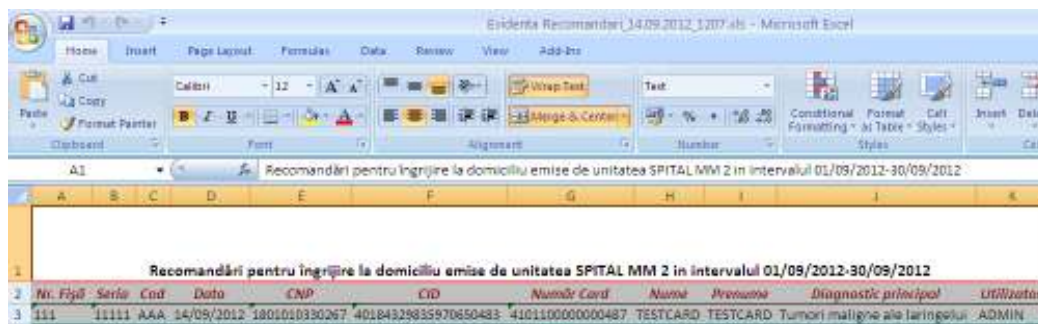 Evidenta Recomandari_14.09.2012_1207.xls - Microsoft Excel
Home Insert Page Layout Formulas Data Review View Add-Ins
Cut
Copy
Paste
Format Painter
Calibri 12
B I U
Wrap Text
Merge & Center
Text
Conditional Formatting
Format as Table
Cell Styles
Insert
Clipboard Font Alignment Number Styles
A1 fx Recomandări pentru îngrijire la domiciliu emise de unitatea SPITAL MM 2 in intervalul 01/09/2012-30/09/2012
A B C D E F G H I J K
1 Recomandări pentru îngrijire la domiciliu emise de unitatea SPITAL MM 2 in intervalul 01/09/2012-30/09/2012
2 Nr. Fişă Seria Cod Data CNP CID Număr Card Nume Prenume Diagnostic principal Utilizator
3 111 11111 AAA 14/09/2012 1801010330267 40184329835970650483 4101100000000487 TESTCARD TESTCARD Tumori maligne ale laringelui ADMIN